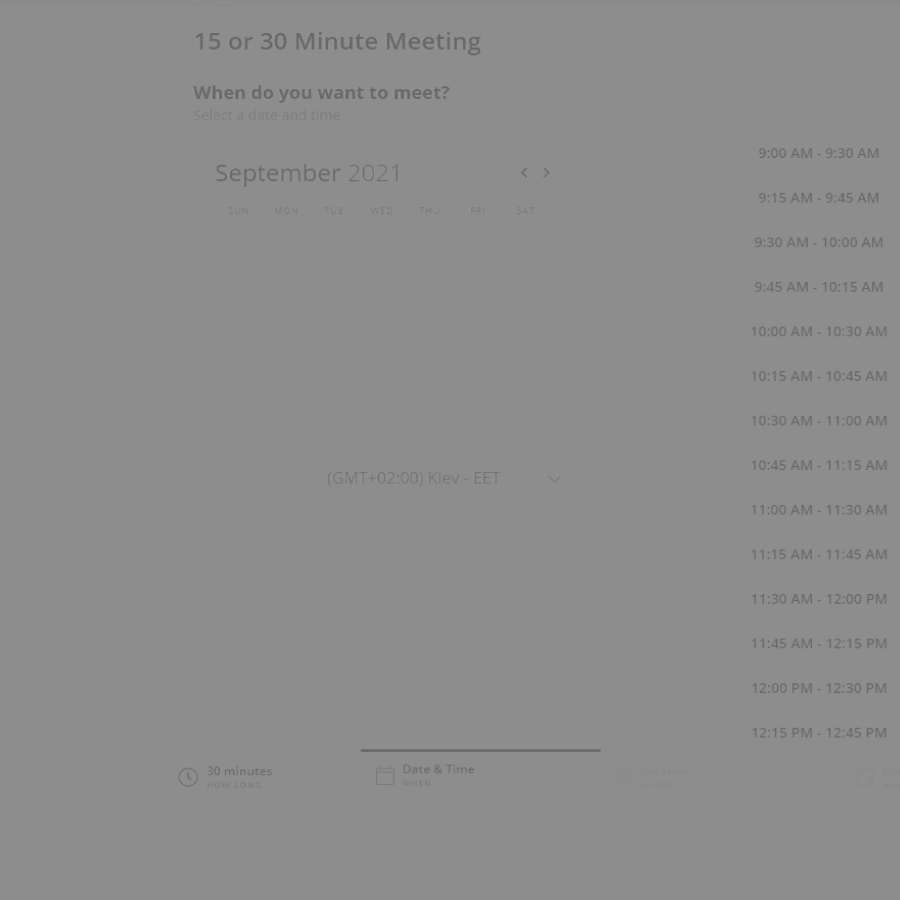 15 or 30 Minute Meeting
When do you want to meet?
Select a date and time
September 2021
SUN MON TUE WED THU FRI SAT
(GMT+02:00) Kiev - EET
9:00 AM - 9:30 AM
9:15 AM - 9:45 AM
9:30 AM - 10:00 AM
9:45 AM - 10:15 AM
10:00 AM - 10:30 AM
10:15 AM - 10:45 AM
10:30 AM - 11:00 AM
10:45 AM - 11:15 AM
11:00 AM - 11:30 AM
11:15 AM - 11:45 AM
11:30 AM - 12:00 PM
11:45 AM - 12:15 PM
12:00 PM - 12:30 PM
12:15 PM - 12:45 PM
30 minutes
HOW LONG
Date & Time
WHEN
Location